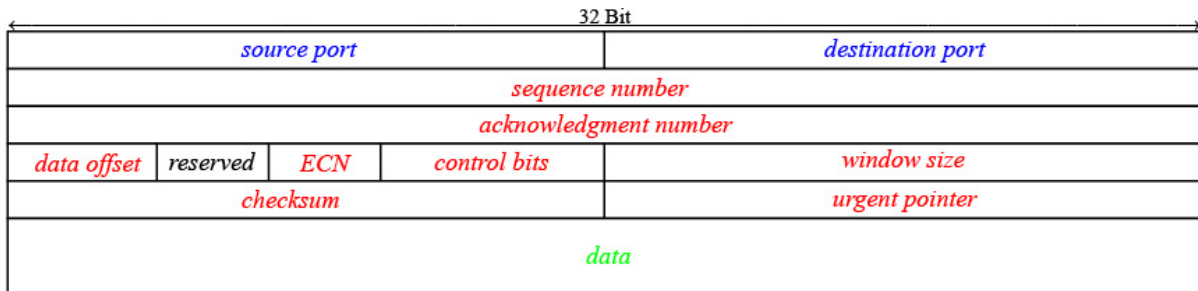 32 Bit
source port destination port
sequence number
acknowledgment number
data offset reserved ECN control bits window size
checksum urgent pointer
data